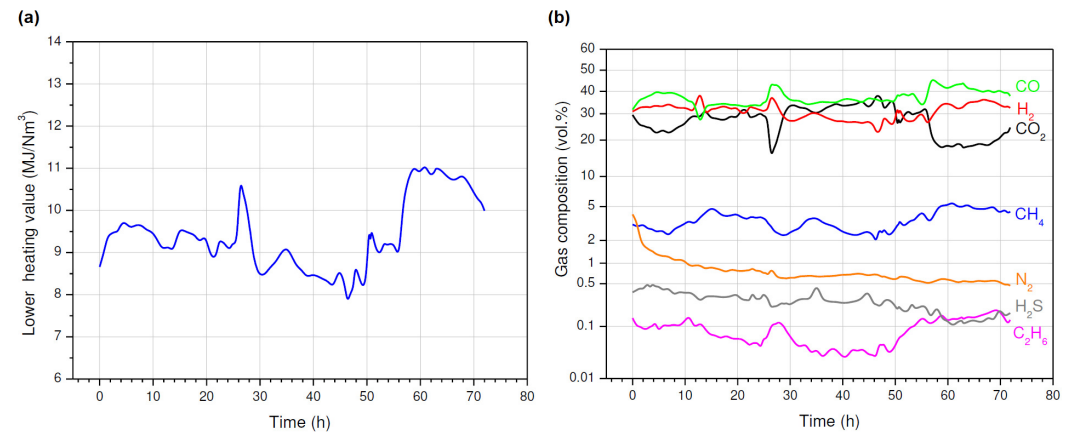 (a)
14
13
12
11
10
9
8
7
6
Lower heating value (MJ/Nm³)
0 10 20 30 40 50 60 70 80
Time (h)
(b)
60
50
40
30
20
10
5
2
1
0.5
0.1
0.01
Gas composition (vol.%)
CO
H₂
CO₂
CH₄
N₂
H₂S
C₂H₆
0 10 20 30 40 50 60 70 80
Time (h)